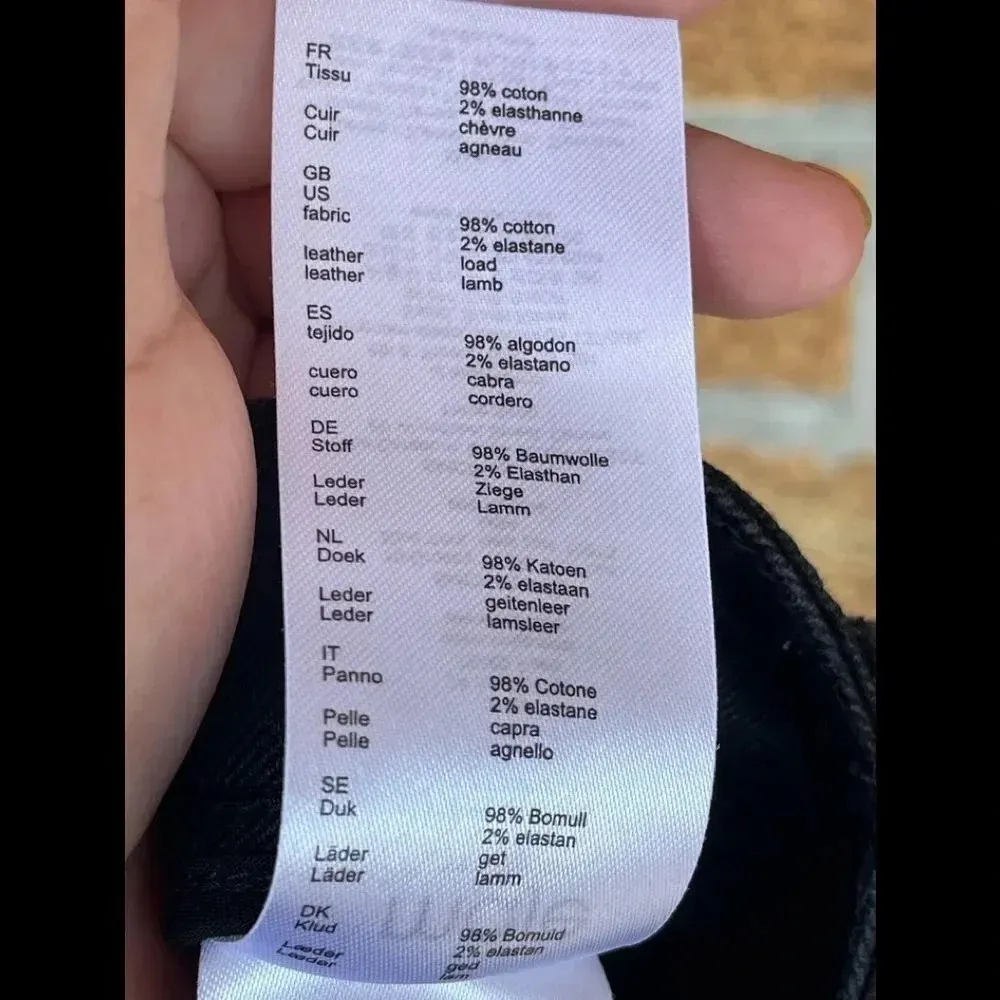 FR
Tissu
98% coton
2% elasthanne
Cuir chèvre
Cuir agneau
GB
US
fabric
98% cotton
2% elastane
leather load
leather lamb
ES
tejido
98% algodon
2% elastano
cuero cabra
cuero cordero
DE
Stoff
98% Baumwolle
2% Elasthan
Leder Ziege
Leder Lamm
NL
Doek
98% Katoen
2% elastaan
Leder geitenleer
Leder lamsleer
IT
Panno
98% Cotone
2% elastane
Pelle capra
Pelle agnello
SE
Duk
98% Bomull
2% elastan
Läder get
Läder lamm
DK
Klud
98% Bomuld
2% elastan
Læder ged
Læder lam